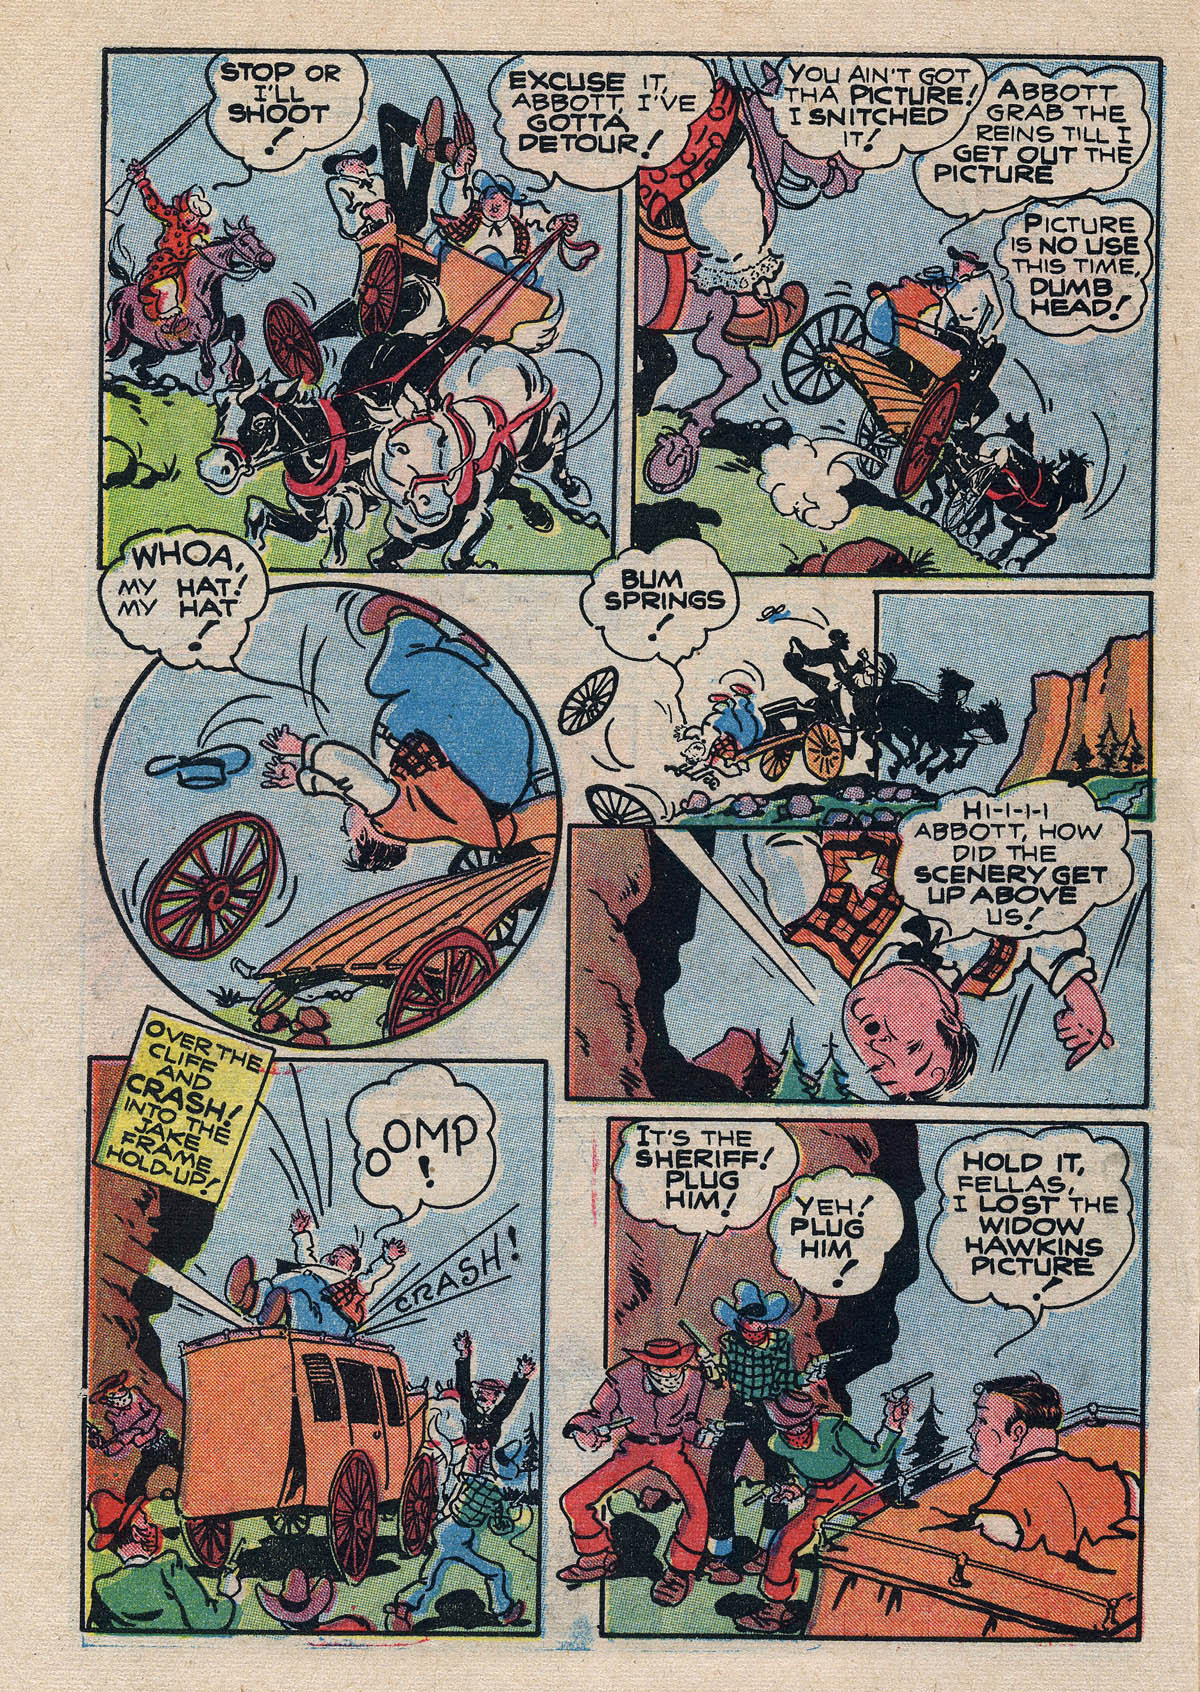 STOP OR
I'LL
SHOOT
!
EXCUSE IT,
ABBOTT, I'VE
GOTTA
DETOUR!
YOU AIN'T GOT
THA PICTURE!
I SNITCHED
IT!
ABBOTT
GRAB THE
REINS TILL I
GET OUT THE
PICTURE
PICTURE
IS NO USE
THIS TIME,
DUMB
HEAD!
WHOA,
MY HAT!
MY HAT
!
BUM
SPRINGS
!
HI-I-I-I
ABBOTT, HOW
DID THE
SCENERY GET
UP ABOVE
US!
OVER THE
CLIFF
AND
CRASH!
INTO THE
JAKE
FRAME
HOLD-UP!
OOMP
!
CRASH!
IT'S THE
SHERIFF!
PLUG
HIM!
YEH!
PLUG
HIM
!
HOLD IT,
FELLAS,
I LOST THE
WIDOW
HAWKINS
PICTURE
!